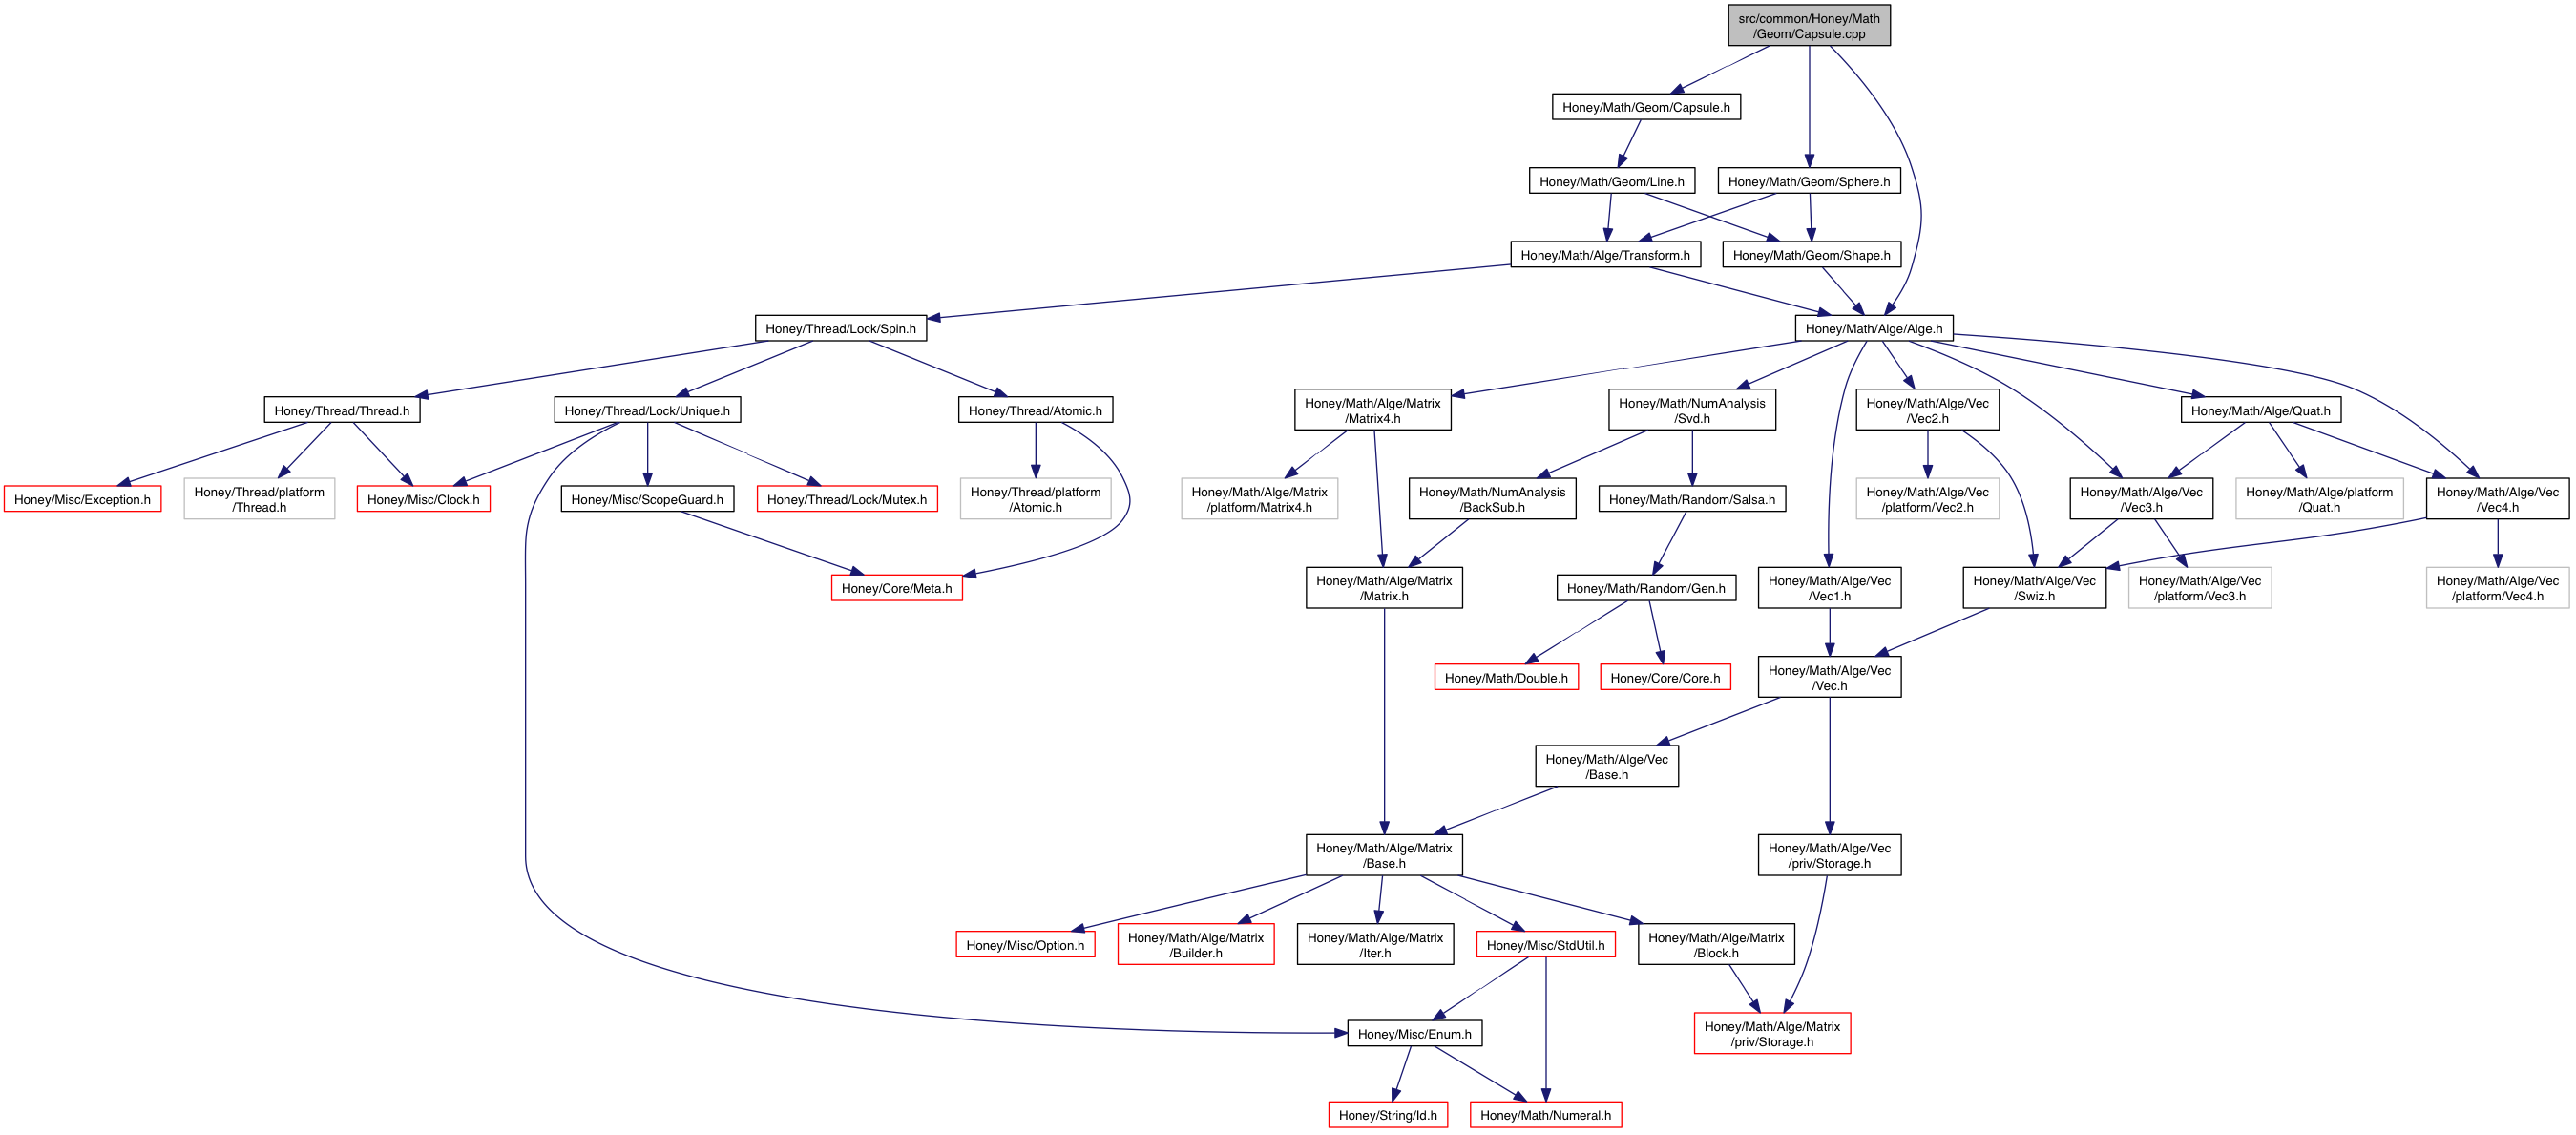 src/common/Honey/Math
/Geom/Capsule.cpp
Honey/Math/Geom/Capsule.h
Honey/Math/Geom/Line.h
Honey/Math/Geom/Sphere.h
Honey/Math/Alge/Transform.h
Honey/Math/Geom/Shape.h
Honey/Thread/Lock/Spin.h
Honey/Math/Alge/Alge.h
Honey/Thread/Thread.h
Honey/Thread/Lock/Unique.h
Honey/Thread/Atomic.h
Honey/Math/Alge/Matrix
/Matrix4.h
Honey/Math/NumAnalysis
/Svd.h
Honey/Math/Alge/Vec
/Vec2.h
Honey/Math/Alge/Quat.h
Honey/Misc/Exception.h
Honey/Thread/platform
/Thread.h
Honey/Misc/Clock.h
Honey/Misc/ScopeGuard.h
Honey/Thread/Lock/Mutex.h
Honey/Thread/platform
/Atomic.h
Honey/Math/Alge/Matrix
/platform/Matrix4.h
Honey/Math/NumAnalysis
/BackSub.h
Honey/Math/Random/Salsa.h
Honey/Math/Alge/Vec
/platform/Vec2.h
Honey/Math/Alge/Vec
/Vec3.h
Honey/Math/Alge/platform
/Quat.h
Honey/Math/Alge/Vec
/Vec4.h
Honey/Core/Meta.h
Honey/Math/Alge/Matrix
/Matrix.h
Honey/Math/Random/Gen.h
Honey/Math/Alge/Vec
/Vec1.h
Honey/Math/Alge/Vec
/Swiz.h
Honey/Math/Alge/Vec
/platform/Vec3.h
Honey/Math/Alge/Vec
/platform/Vec4.h
Honey/Math/Double.h
Honey/Core/Core.h
Honey/Math/Alge/Vec
/Vec.h
Honey/Math/Alge/Vec
/Base.h
Honey/Math/Alge/Matrix
/Base.h
Honey/Math/Alge/Vec
/priv/Storage.h
Honey/Misc/Option.h
Honey/Math/Alge/Matrix
/Builder.h
Honey/Math/Alge/Matrix
/Iter.h
Honey/Misc/StdUtil.h
Honey/Math/Alge/Matrix
/Block.h
Honey/Misc/Enum.h
Honey/Math/Alge/Matrix
/priv/Storage.h
Honey/String/Id.h
Honey/Math/Numeral.h